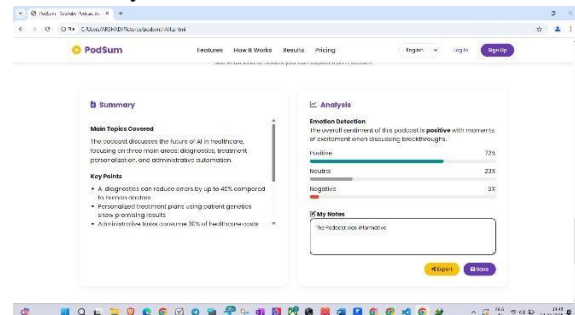 PodSum
Features How It Works Results Pricing
English Log In Sign Up
Summary
Main Topics Covered
The podcast discusses the future of AI in healthcare,
focusing on three main areas: diagnostics, treatment
personalization, and administrative automation.
Key Points
diagnostics can reduce errors by up to 40% compared
to human doctors
Personalized treatment plans using patient genetics
show promising results
Administrative tasks consume 30% of healthcare costs
Analysis
Emotion Detection
The overall sentiment of this podcast is positive with moments
of excitement when discussing breakthroughs.
Positive 72%
Neutral 23%
Negative 5%
My Notes
The Podcast was informative
Export Save